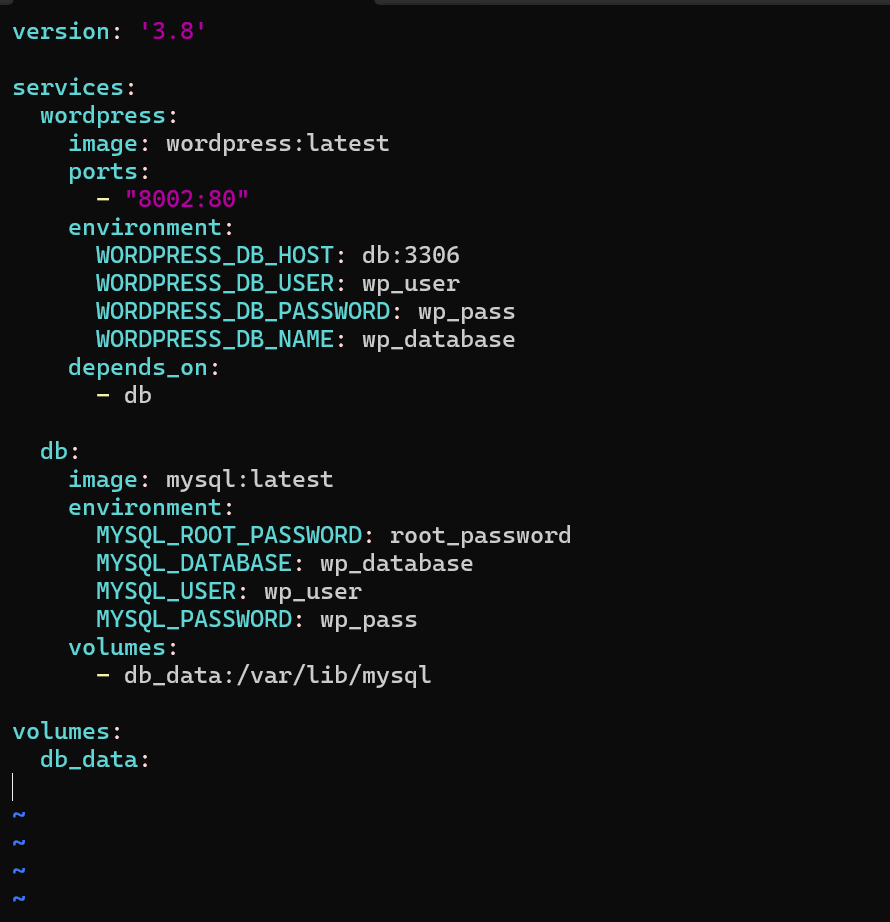 version: '3.8'

services:
  wordpress:
    image: wordpress:latest
    ports:
      - "8002:80"
    environment:
      WORDPRESS_DB_HOST: db:3306
      WORDPRESS_DB_USER: wp_user
      WORDPRESS_DB_PASSWORD: wp_pass
      WORDPRESS_DB_NAME: wp_database
    depends_on:
      - db

  db:
    image: mysql:latest
    environment:
      MYSQL_ROOT_PASSWORD: root_password
      MYSQL_DATABASE: wp_database
      MYSQL_USER: wp_user
      MYSQL_PASSWORD: wp_pass
    volumes:
      - db_data:/var/lib/mysql

volumes:
  db_data:

~
~
~
~